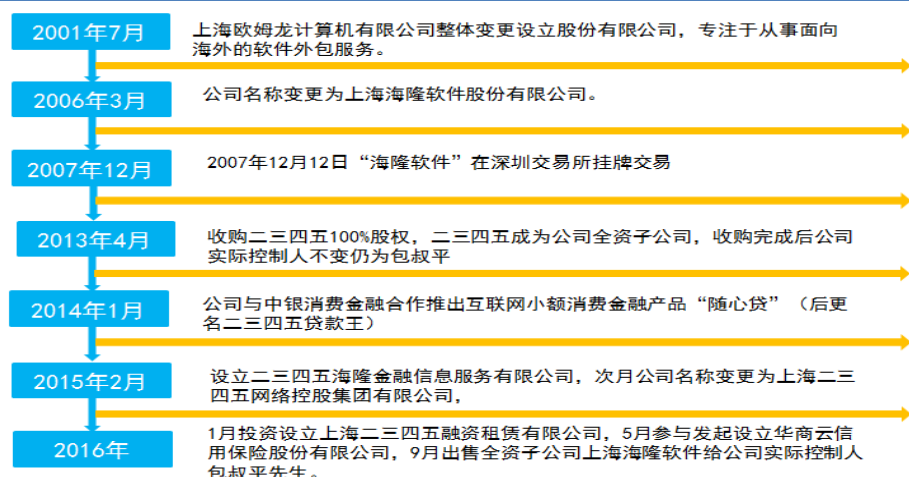 2001年7月
上海欧姆龙计算机有限公司整体变更设立股份有限公司，专注于从事面向
海外的软件外包服务。
2006年3月
公司名称变更为上海海隆软件股份有限公司。
2007年12月
2007年12月12日“海隆软件”在深圳交易所挂牌交易
2013年4月
收购二三四五100%股权，二三四五成为公司全资子公司，收购完成后公司
实际控制人不变仍为包叔平
2014年1月
公司与中银消费金融合作推出互联网小额消费金融产品“随心贷”（后更
名二三四五贷款王）
2015年2月
设立二三四五海隆金融信息服务有限公司，次月公司名称变更为上海二三
四五网络控股集团有限公司，
2016年
1月投资设立上海二三四五融资租赁有限公司，5月参与发起设立华商云信
用保险股份有限公司，9月出售全资子公司上海海隆软件给公司实际控制人
包叔平先生。